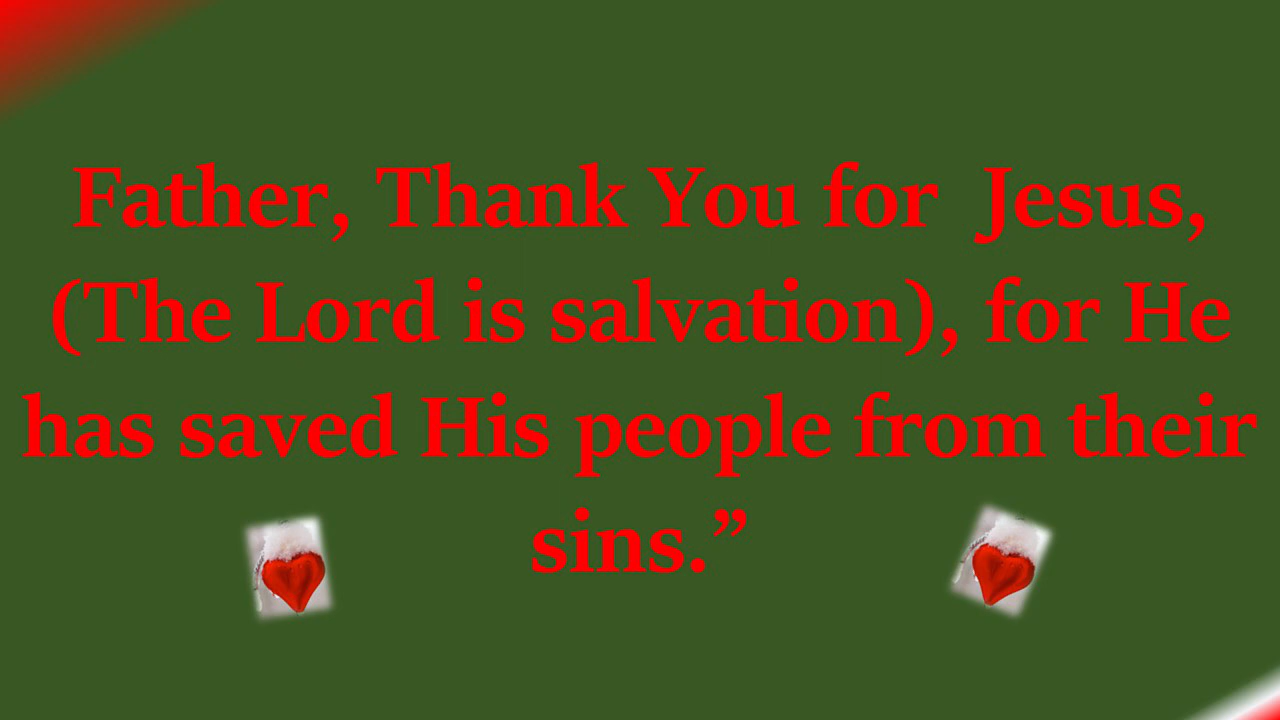 Father, Thank You for  Jesus,
(The Lord is salvation), for He
has saved His people from their
sins.”